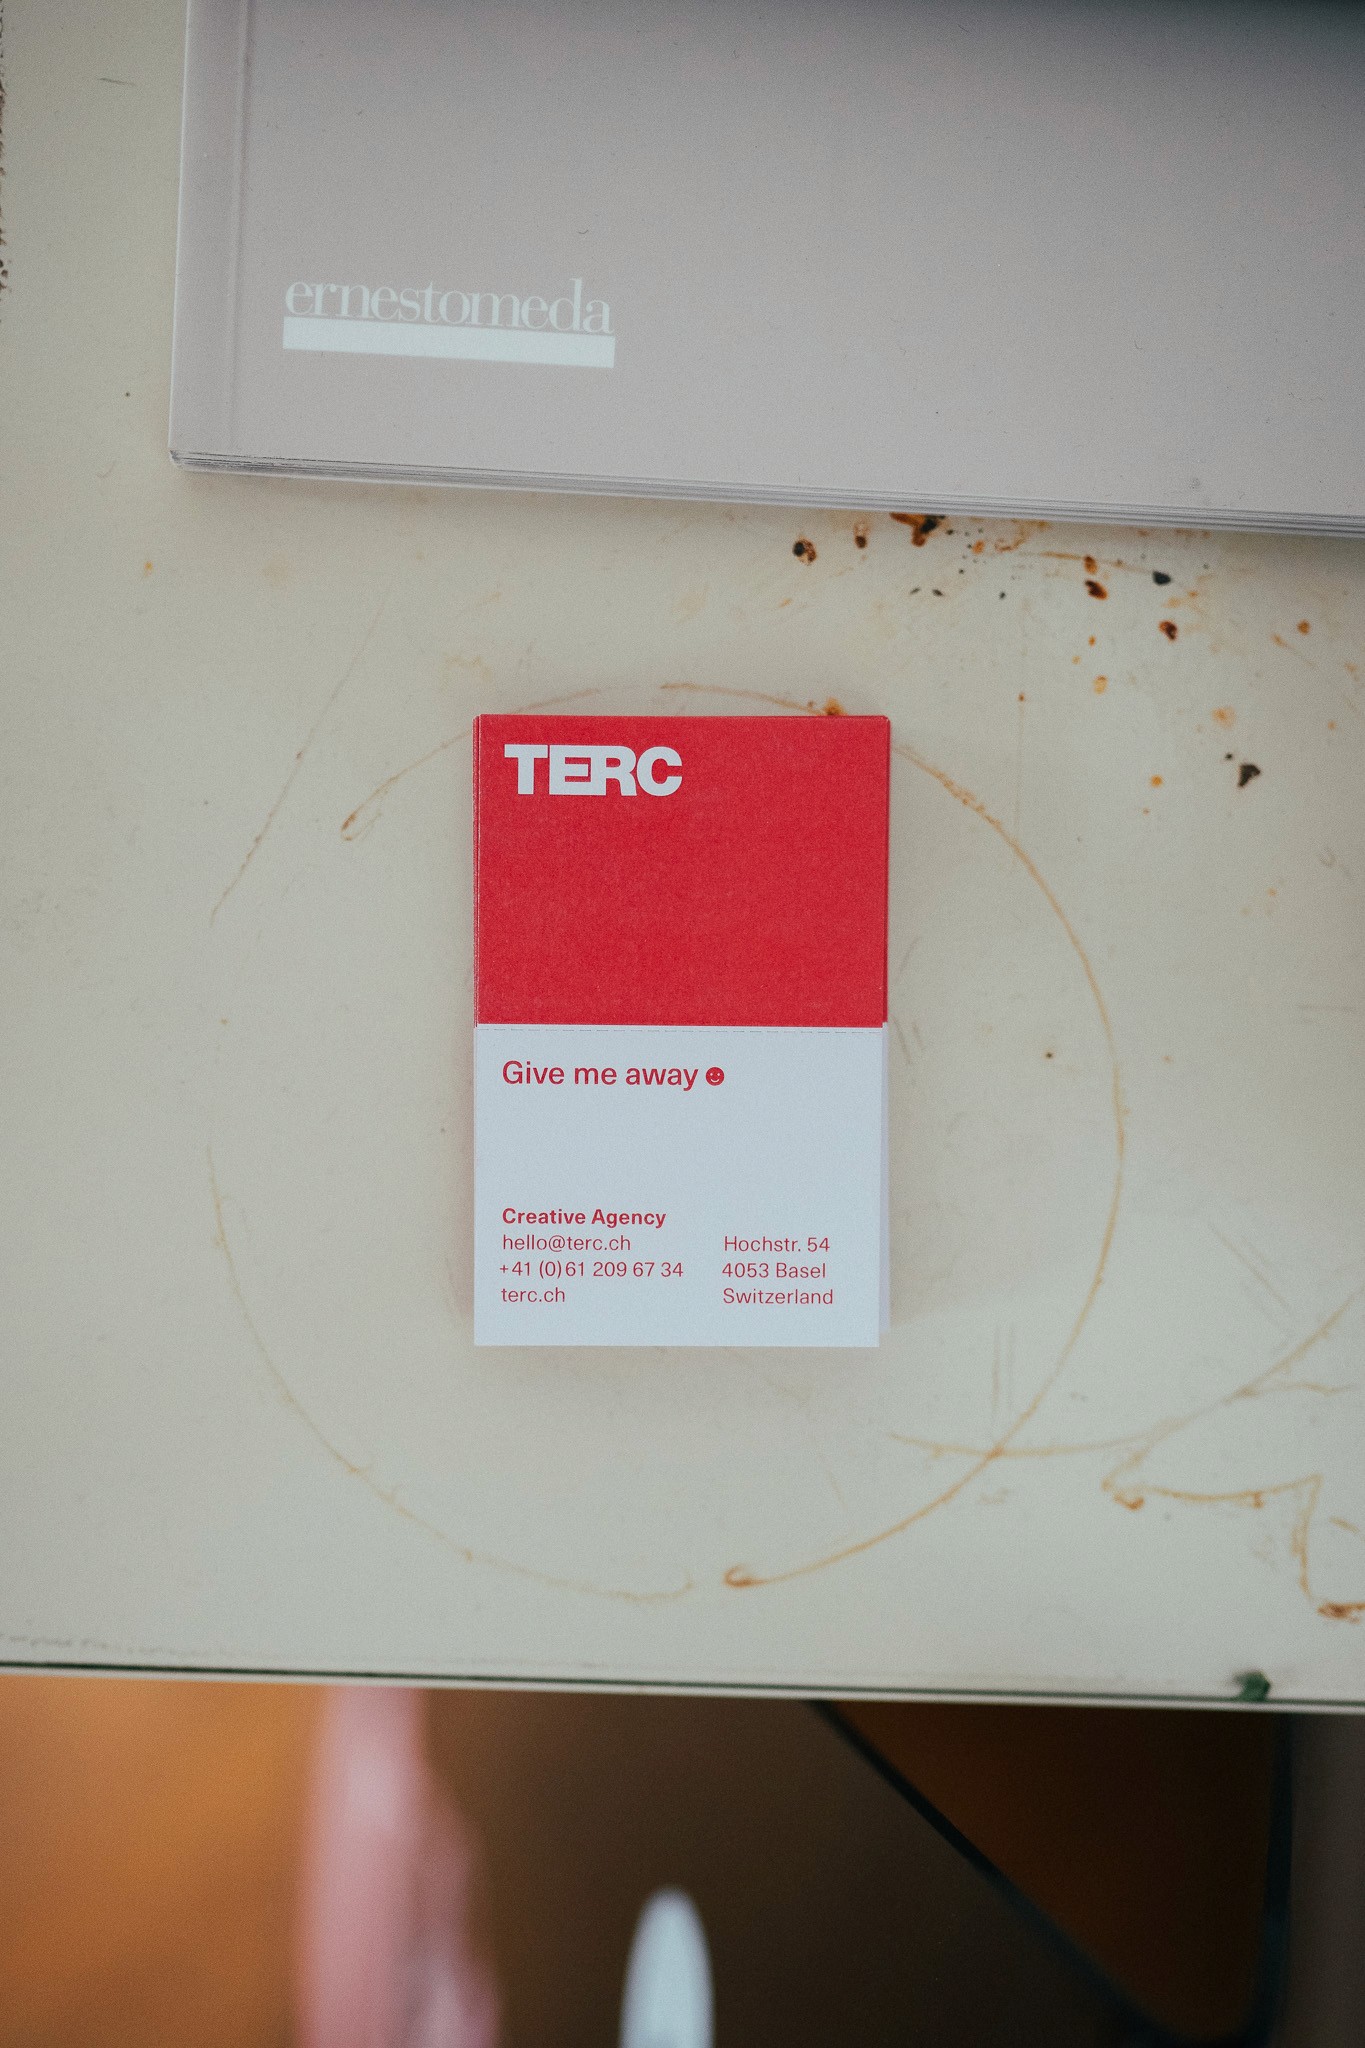 ernestomeda
TERC
Give me away ☻
Creative Agency
hello@terc.ch
+41 (0)61 209 67 34
terc.ch
Hochstr. 54
4053 Basel
Switzerland